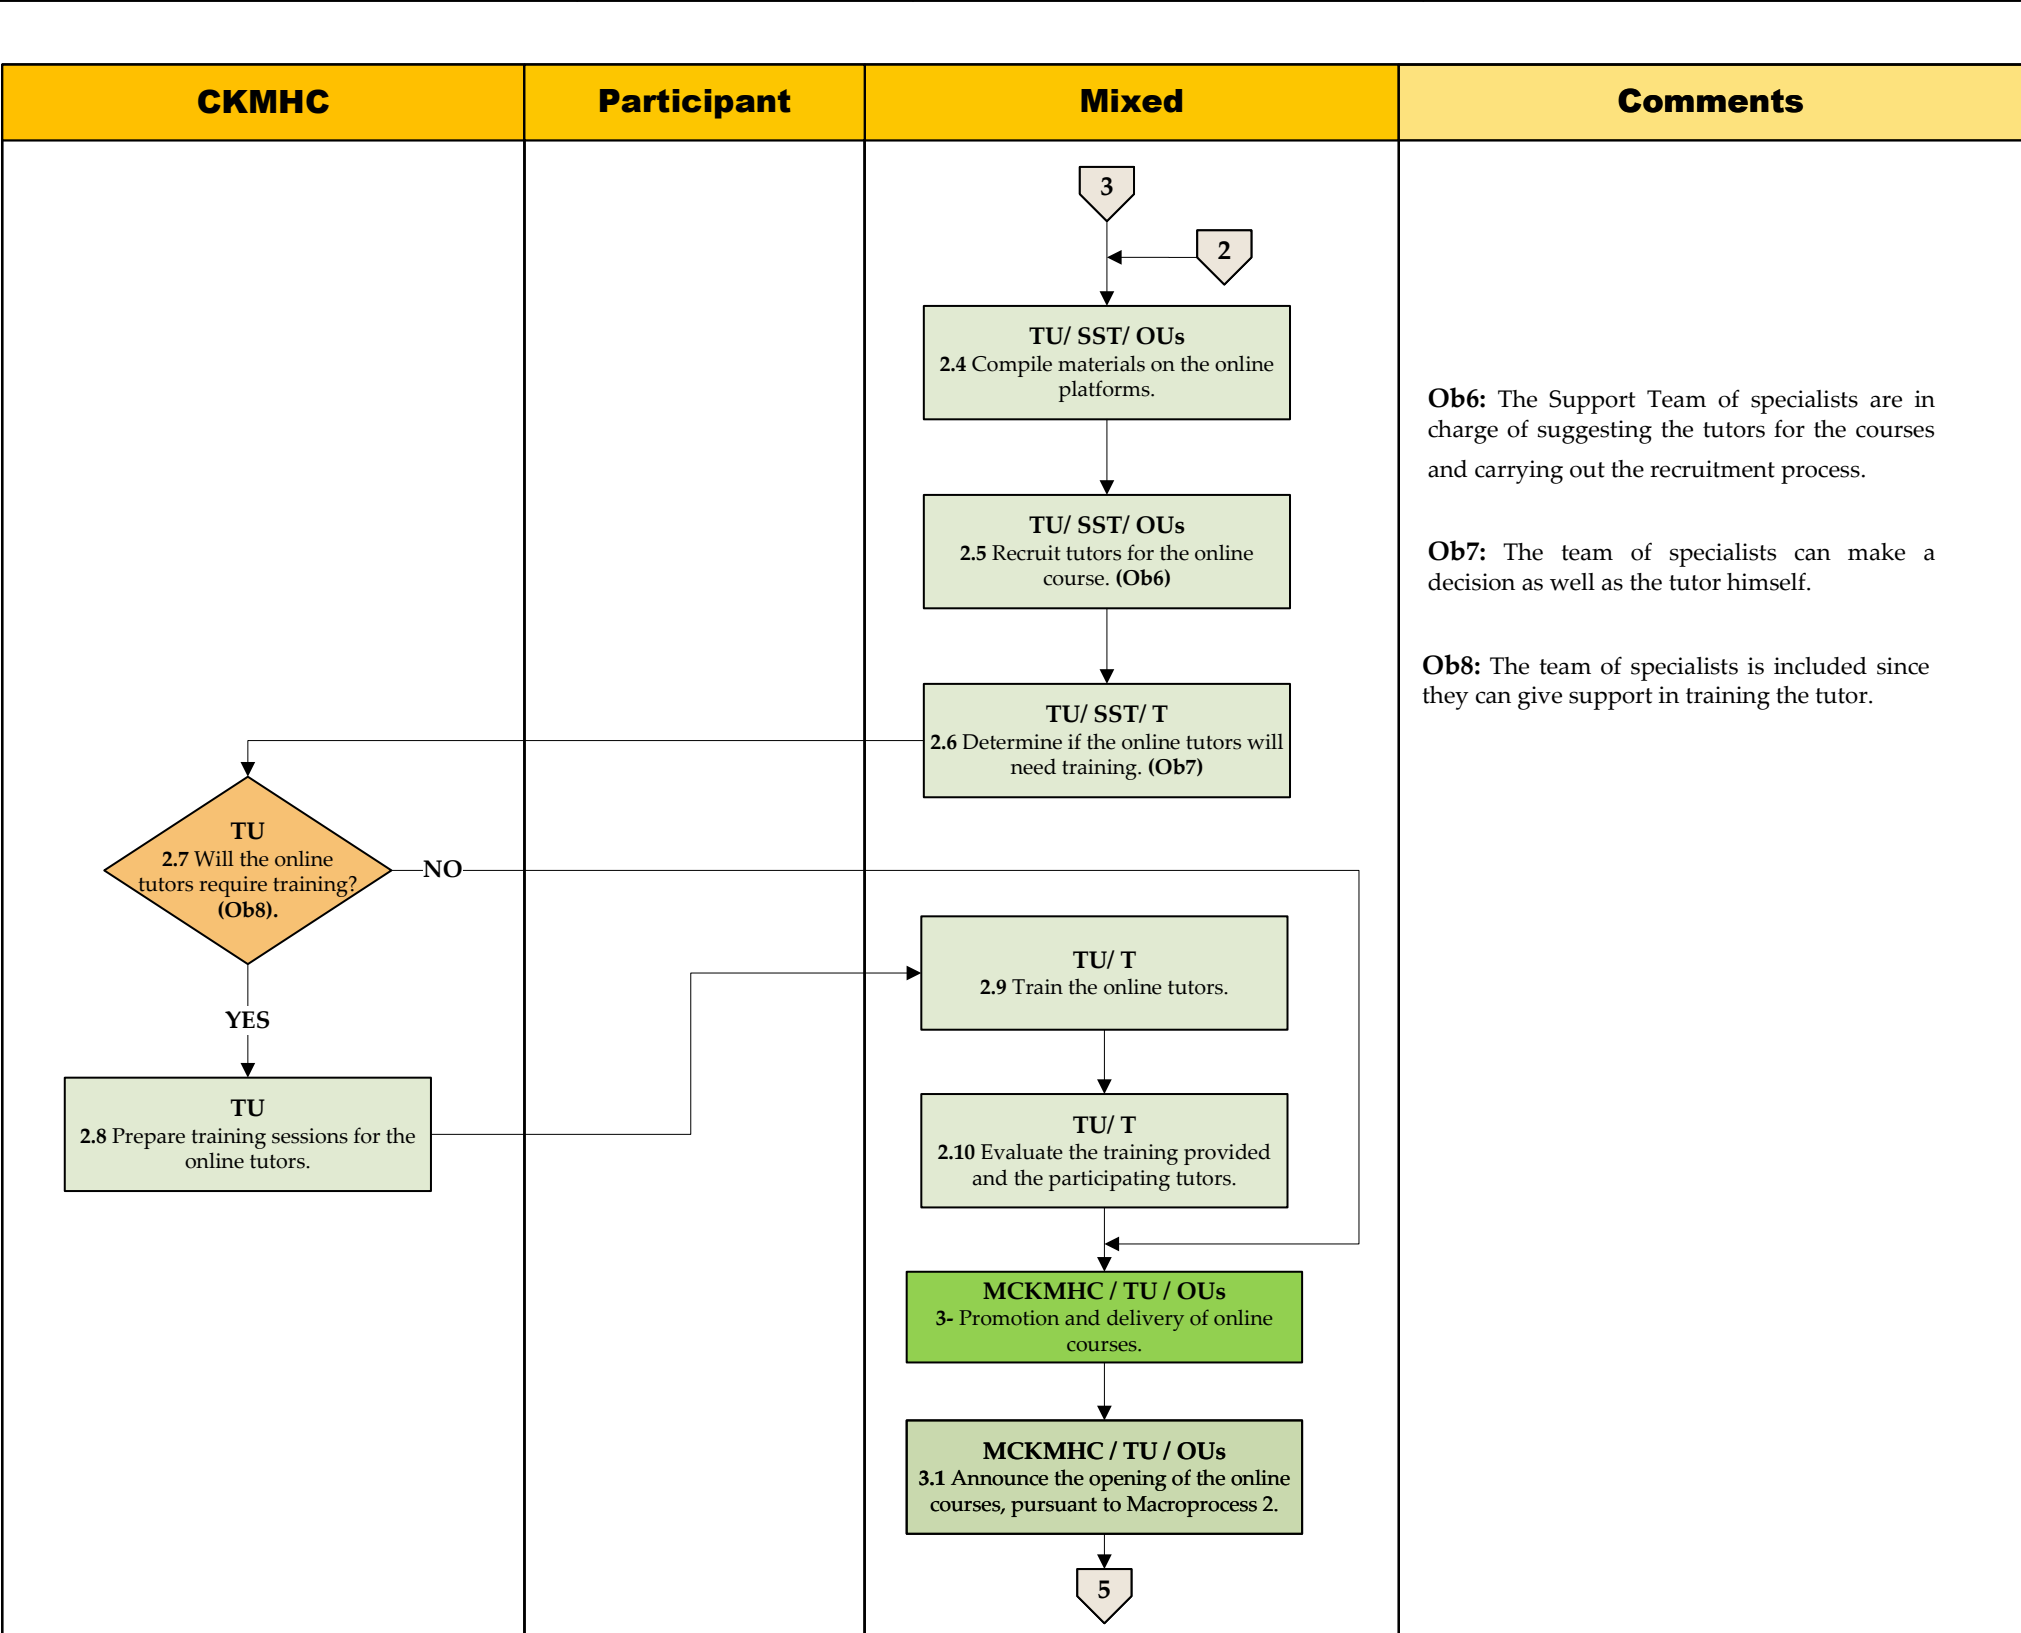 CKMHC
Participant
Mixed
Comments
3
2
TU/ SST/ OUs
2.4 Compile materials on the online
platforms.
Ob6: The Support Team of specialists are in
charge of suggesting the tutors for the courses
and carrying out the recruitment process.
TU/ SST/ OUs
2.5 Recruit tutors for the online
course. (Ob6)
Ob7: The team of specialists can make a
decision as well as the tutor himself.
Ob8: The team of specialists is included since
they can give support in training the tutor.
TU/ SST/ T
2.6 Determine if the online tutors will
need training. (Ob7)
TU
2.7 Will the online
tutors require training?
(Ob8).
NO
YES
TU
2.8 Prepare training sessions for the
online tutors.
TU/ T
2.9 Train the online tutors.
TU/ T
2.10 Evaluate the training provided
and the participating tutors.
MCKMHC / TU / OUs
3- Promotion and delivery of online
courses.
MCKMHC / TU / OUs
3.1 Announce the opening of the online
courses, pursuant to Macroprocess 2.
5